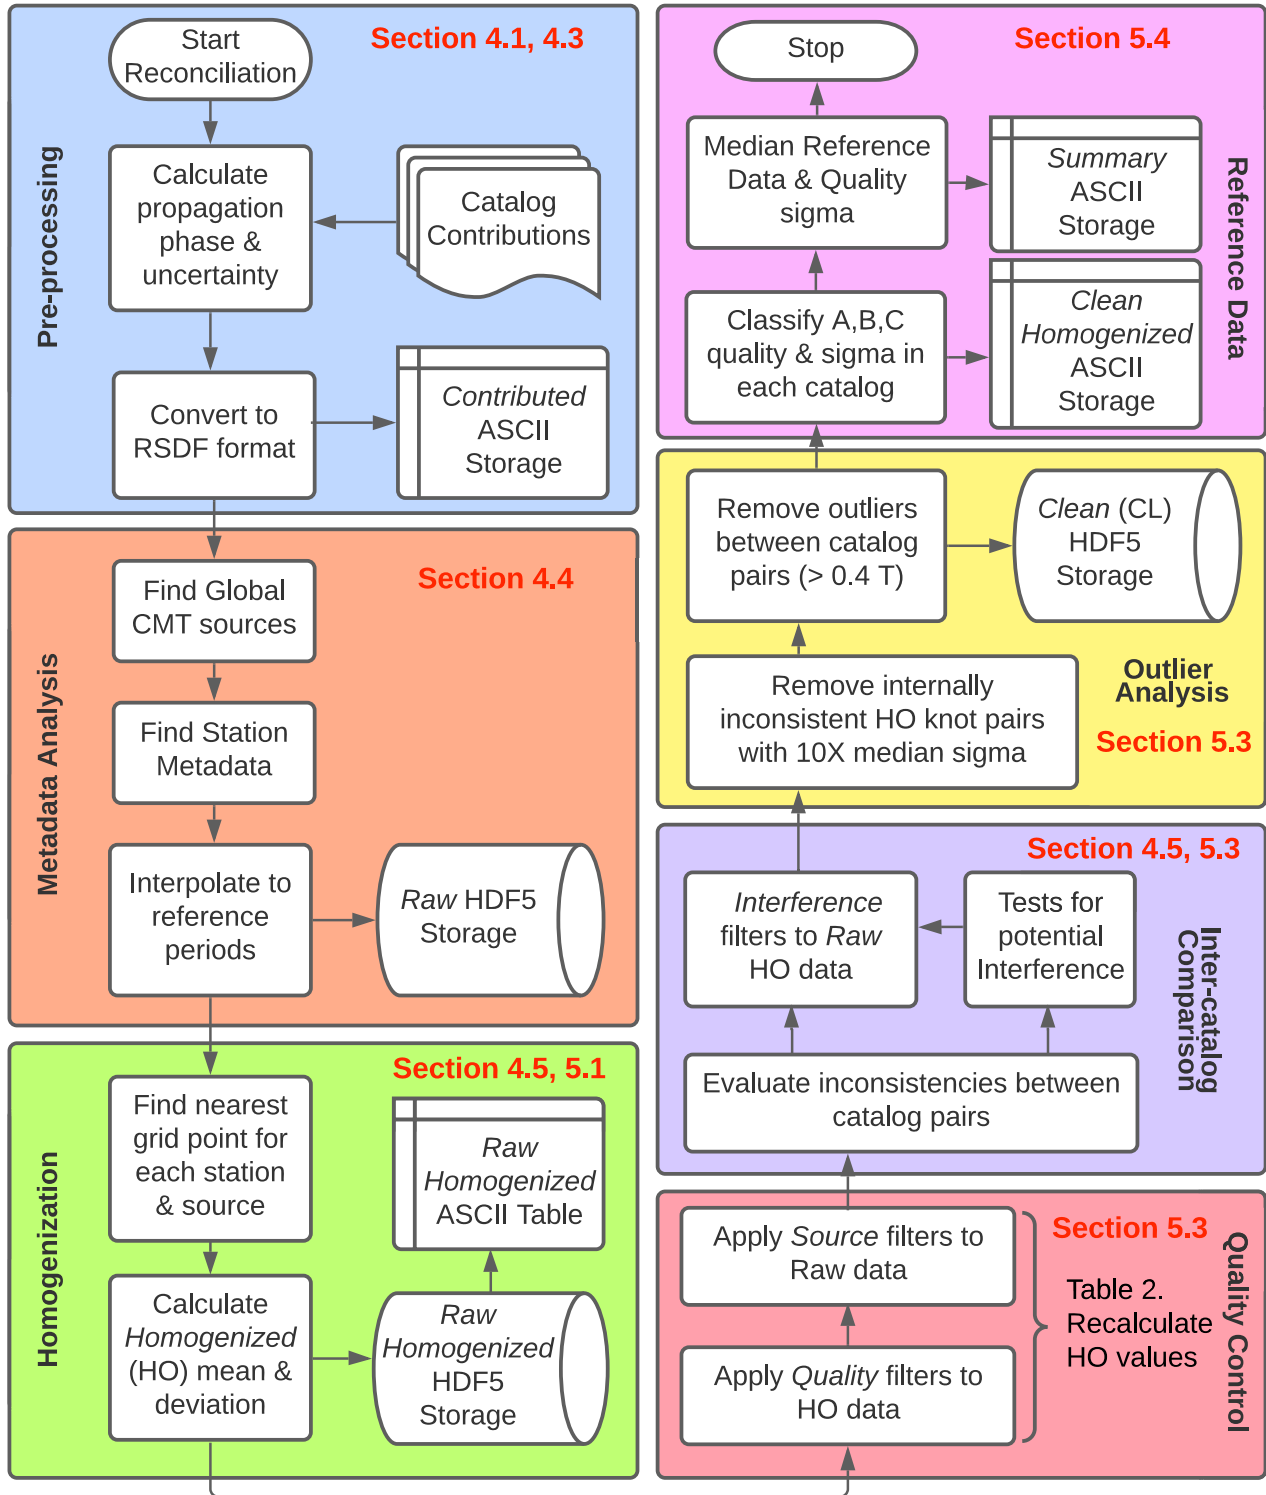 Section 4.1, 4.3
Start
Reconciliation
Pre-processing
Calculate
propagation
phase &
uncertainty
Catalog
Contributions
Convert to
RSDF format
Contributed
ASCII
Storage
Section 4.4
Metadata Analysis
Find Global
CMT sources
Find Station
Metadata
Interpolate to
reference
periods
Raw HDF5
Storage
Section 4.5, 5.1
Homogenization
Find nearest
grid point for
each station
& source
Raw
Homogenized
ASCII Table
Calculate
Homogenized
(HO) mean &
deviation
Raw
Homogenized
HDF5
Storage
Section 5.4
Stop
Reference Data
Median Reference
Data & Quality
sigma
Summary
ASCII
Storage
Classify A,B,C
quality & sigma in
each catalog
Clean
Homogenized
ASCII
Storage
Remove outliers
between catalog
pairs (> 0.4 T)
Clean (CL)
HDF5
Storage
Remove internally
inconsistent HO knot pairs
with 10X median sigma
Outlier
Analysis
Section 5.3
Section 4.5, 5.3
Inter-catalog
Comparison
Interference
filters to Raw
HO data
Tests for
potential
Interference
Evaluate inconsistencies between
catalog pairs
Section 5.3
Quality Control
Apply Source filters to
Raw data
Table 2.
Recalculate
HO values
Apply Quality filters to
HO data